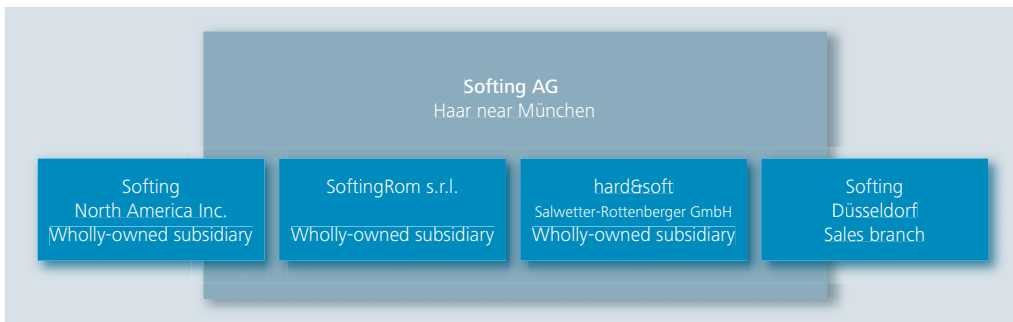 Softing AG
Haar near München
Softing
North America Inc.
Wholly-owned subsidiary
SoftingRom s.r.l.
Wholly-owned subsidiary
hard&soft
Salwetter-Rottenberger GmbH
Wholly-owned subsidiary
Softing
Düsseldorf
Sales branch